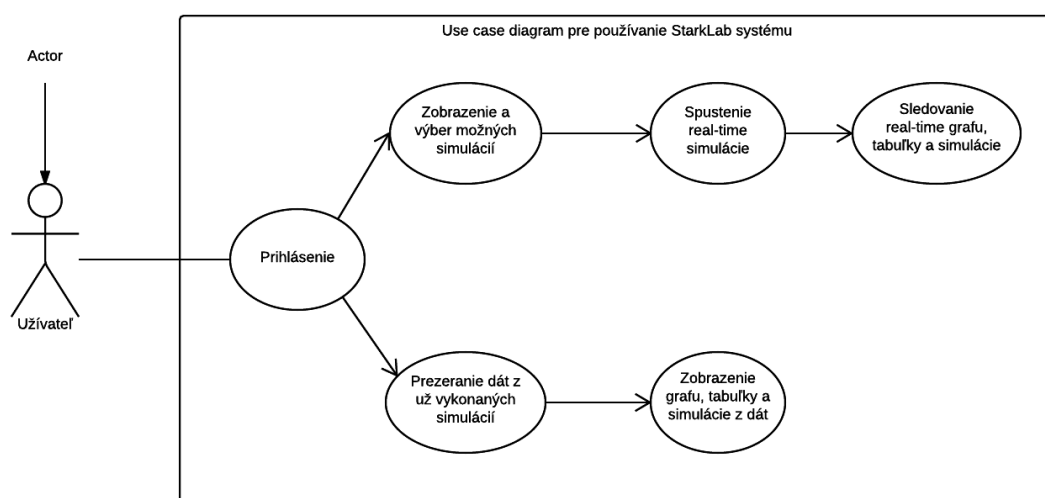 Use case diagram pre používanie StarkLab systému
Actor
Zobrazenie a
výber možných
simulácií
Spustenie
real-time
simulácie
Sledovanie
real-time grafu,
tabuľky a simulácie
Prihlásenie
Užívateľ
Prezeranie dát z
už vykonaných
simulácií
Zobrazenie
grafu, tabuľky a
simulácie z dát